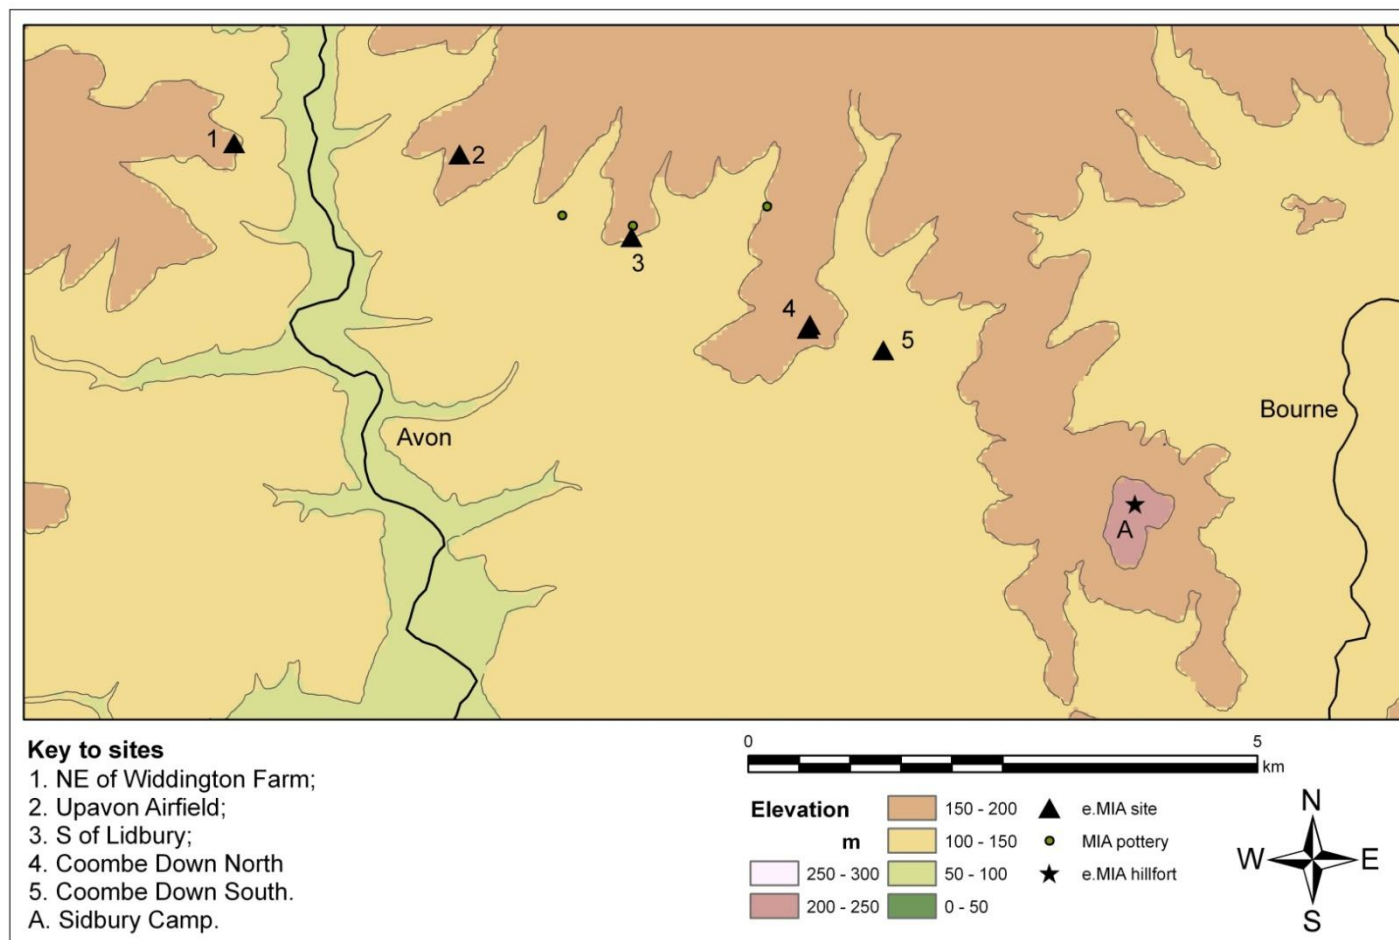 1
2
3
4
5
Avon
Bourne
A
Key to sites
1. NE of Widdington Farm;
2. Upavon Airfield;
3. S of Lidbury;
4. Coombe Down North
5. Coombe Down South.
A. Sidbury Camp.
0 5
km
Elevation
m
250 - 300
200 - 250
150 - 200
100 - 150
50 - 100
0 - 50
e.MIA site
MIA pottery
e.MIA hillfort
N
W E
S